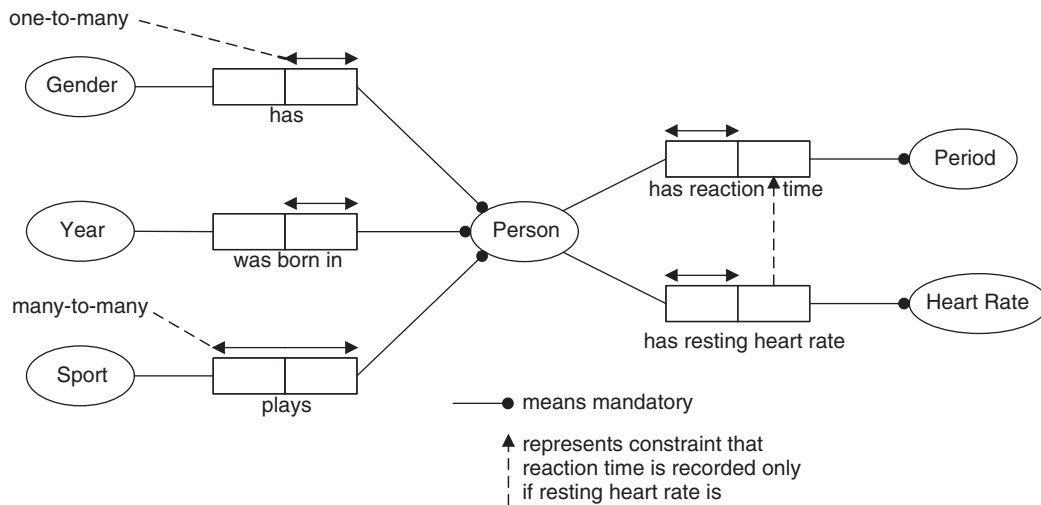 one-to-many
Gender
has
Period
has reaction time
Year
Person
was born in
many-to-many
Heart Rate
has resting heart rate
Sport
plays
means mandatory
represents constraint that
reaction time is recorded only
if resting heart rate is